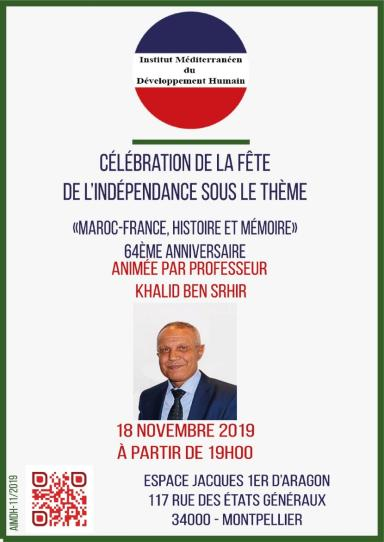 Institut Méditerranéen
du
Développement Humain
CÉLÉBRATION DE LA FÊTE
DE L'INDÉPENDANCE SOUS LE THÈME
«MAROC-FRANCE, HISTOIRE ET MÉMOIRE»
64ÈME ANNIVERSAIRE
ANIMÉE PAR PROFESSEUR
KHALID BEN SRHIR
18 NOVEMBRE 2019
À PARTIR DE 19H00
ESPACE JACQUES 1ER D'ARAGON
117 RUE DES ÉTATS GÉNÉRAUX
34000 - MONTPELLIER
AIMDH-11/2019